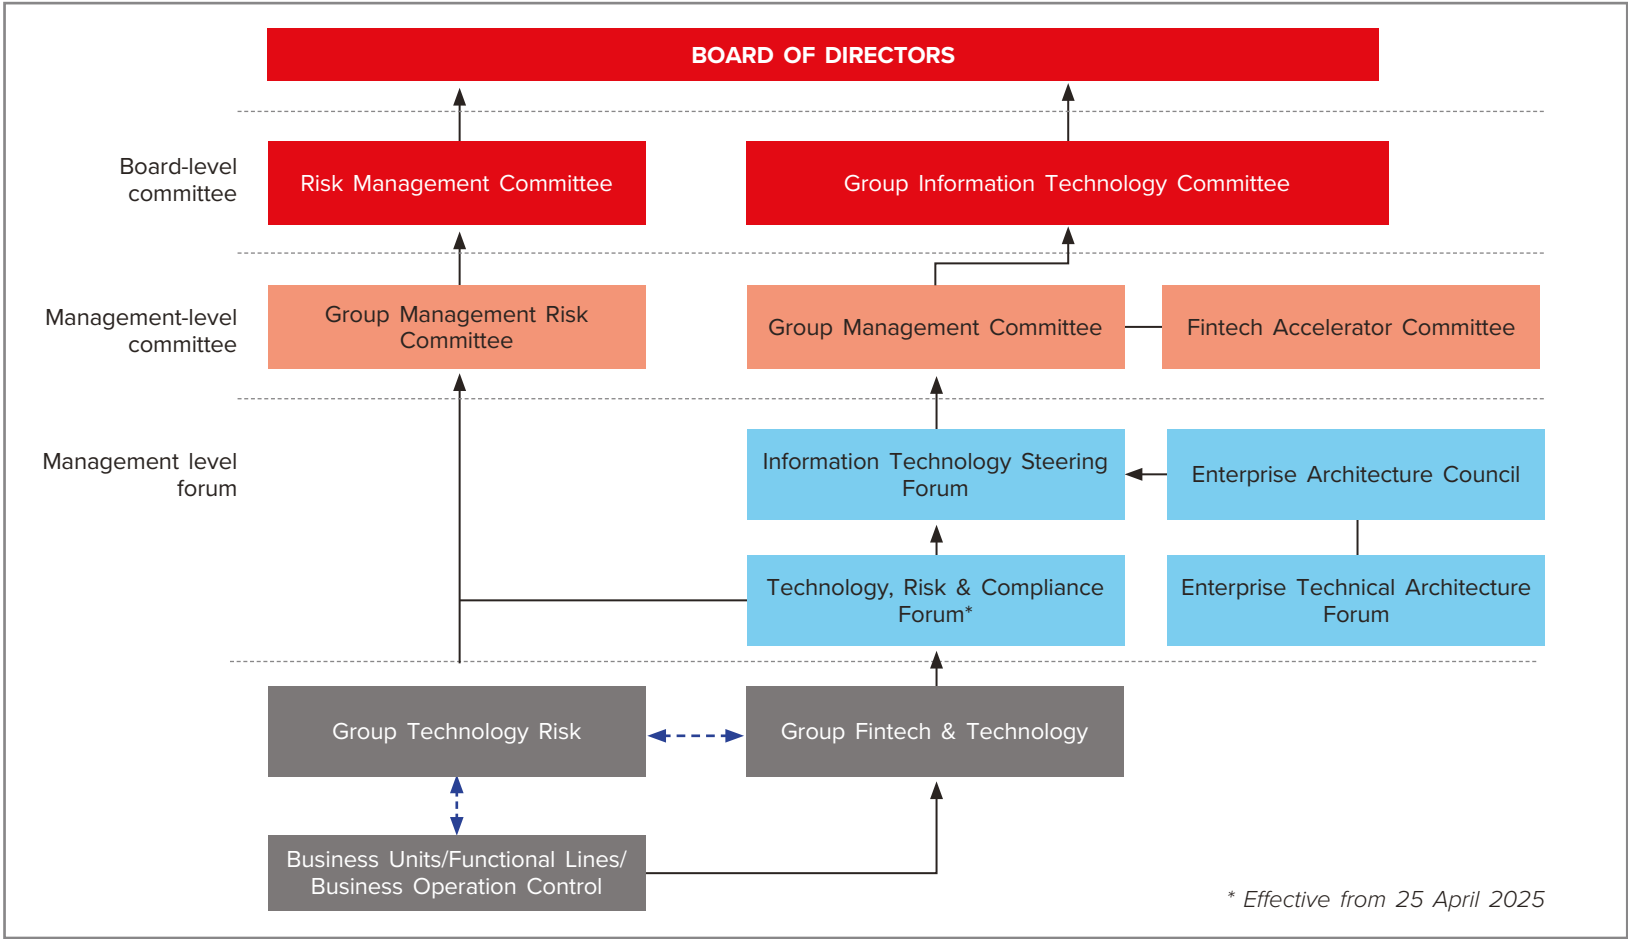 BOARD OF DIRECTORS
Board-level
committee
Risk Management Committee
Group Information Technology Committee
Management-level
committee
Group Management Risk
Committee
Group Management Committee
Fintech Accelerator Committee
Management level
forum
Information Technology Steering
Forum
Enterprise Architecture Council
Technology, Risk & Compliance
Forum*
Enterprise Technical Architecture
Forum
Group Technology Risk
Group Fintech & Technology
Business Units/Functional Lines/
Business Operation Control
* Effective from 25 April 2025